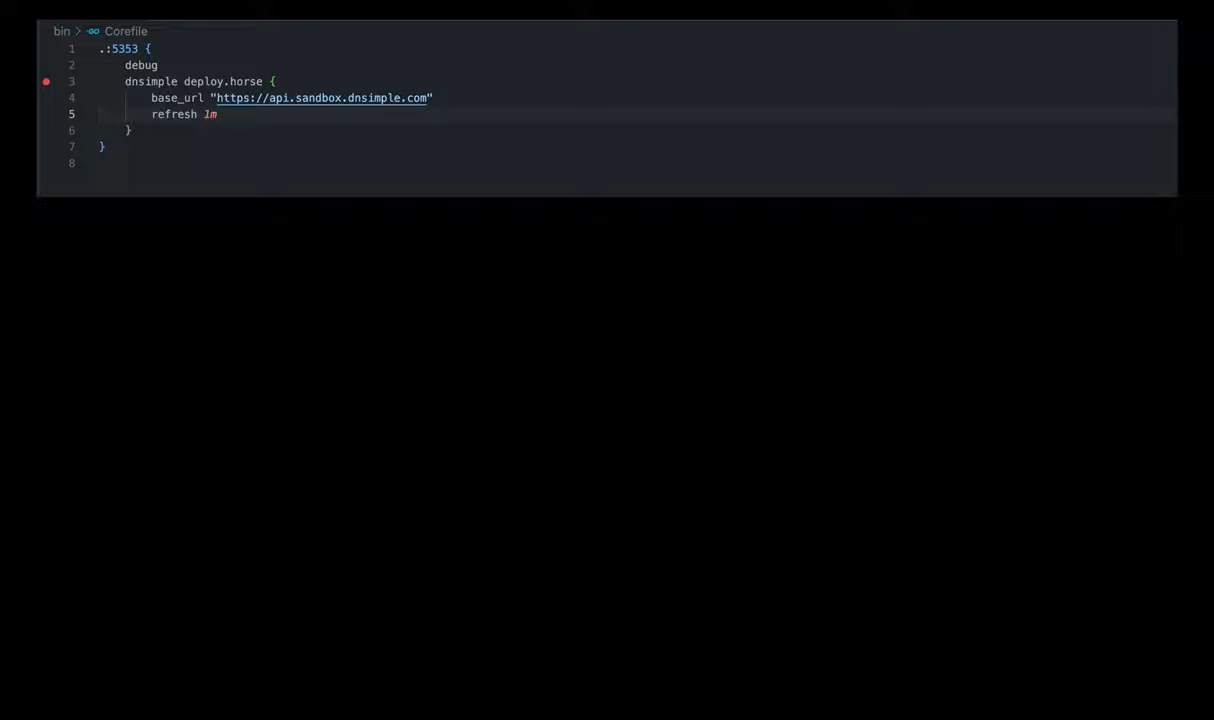 bin > GO Corefile
1 .:5353 {
2 debug
3 dnsimple deploy.horse {
4 base_url "https://api.sandbox.dnsimple.com"
5 refresh 1m
6 }
7 }
8